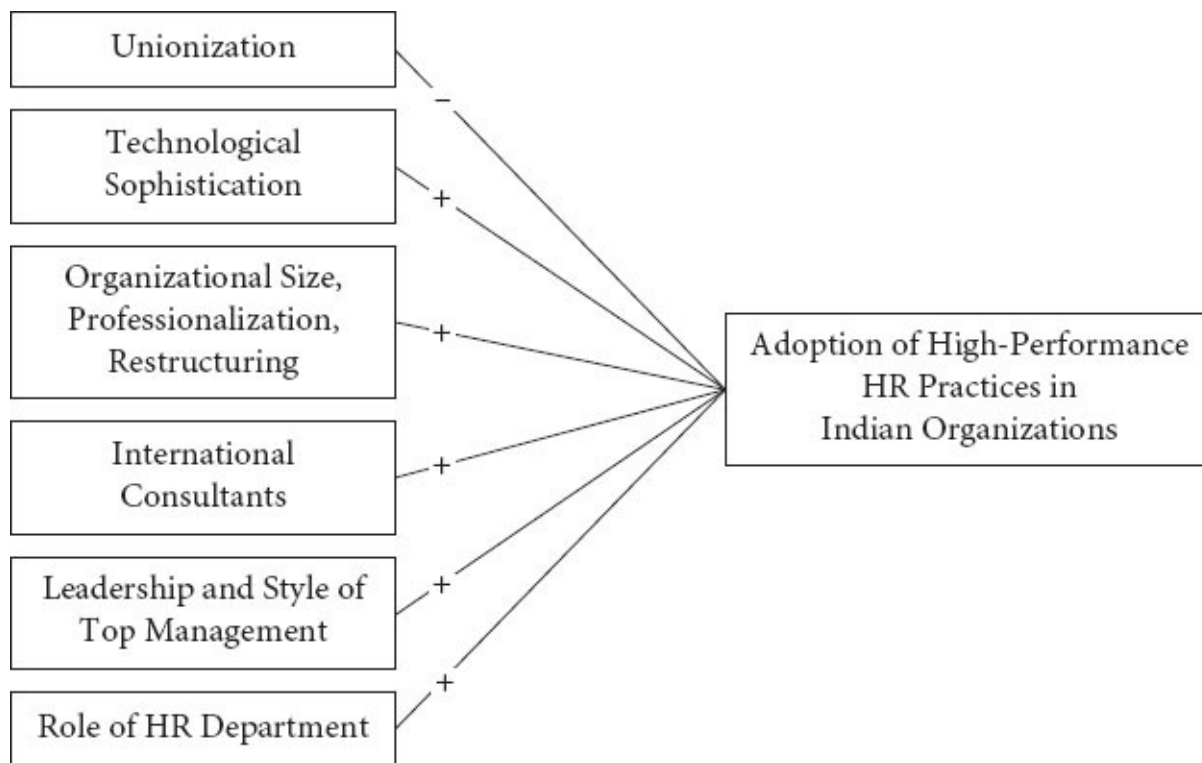 Unionization
−
Technological
Sophistication
+
Organizational Size,
Professionalization,
Restructuring
+
International
Consultants
+
Leadership and Style of
Top Management
+
Role of HR Department
+
Adoption of High-Performance
HR Practices in
Indian Organizations